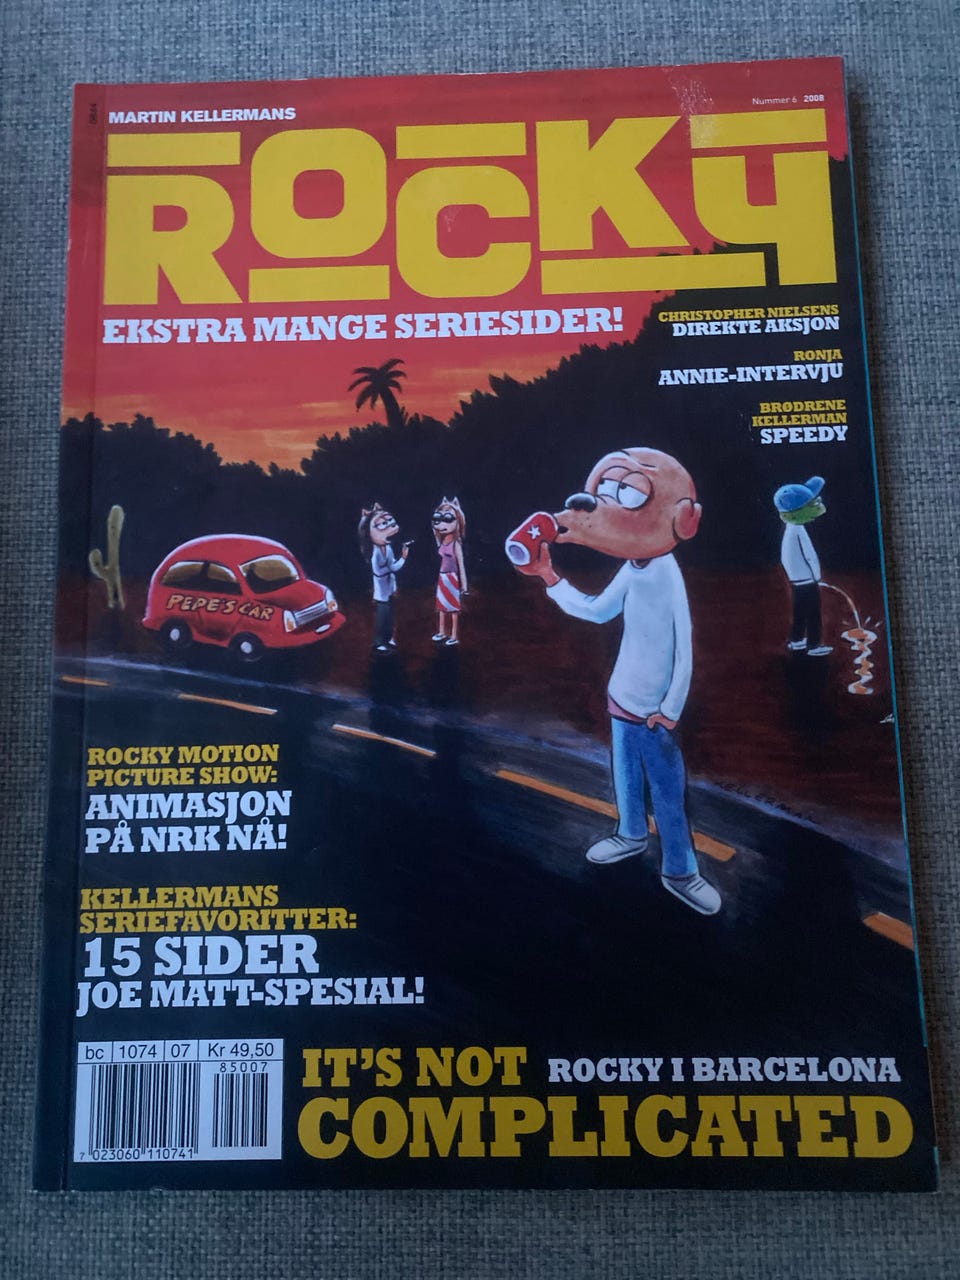 MARTIN KELLERMANS
Nummer 6 2008
ROCKY
EKSTRA MANGE SERIESIDER!
CHRISTOPHER NIELSENS
DIREKTE AKSJON
RONJA
ANNIE-INTERVJU
BRØDRENE
KELLERMAN
SPEEDY
PEPE'S CAR
KELLERMAN
ROCKY MOTION
PICTURE SHOW:
ANIMASJON
PÅ NRK NÅ!
KELLERMANS
SERIEFAVORITTER:
15 SIDER
JOE MATT-SPESIAL!
bc 1074 07 Kr 49,50
85007
7 023060 110741
IT'S NOT
ROCKY I BARCELONA
COMPLICATED